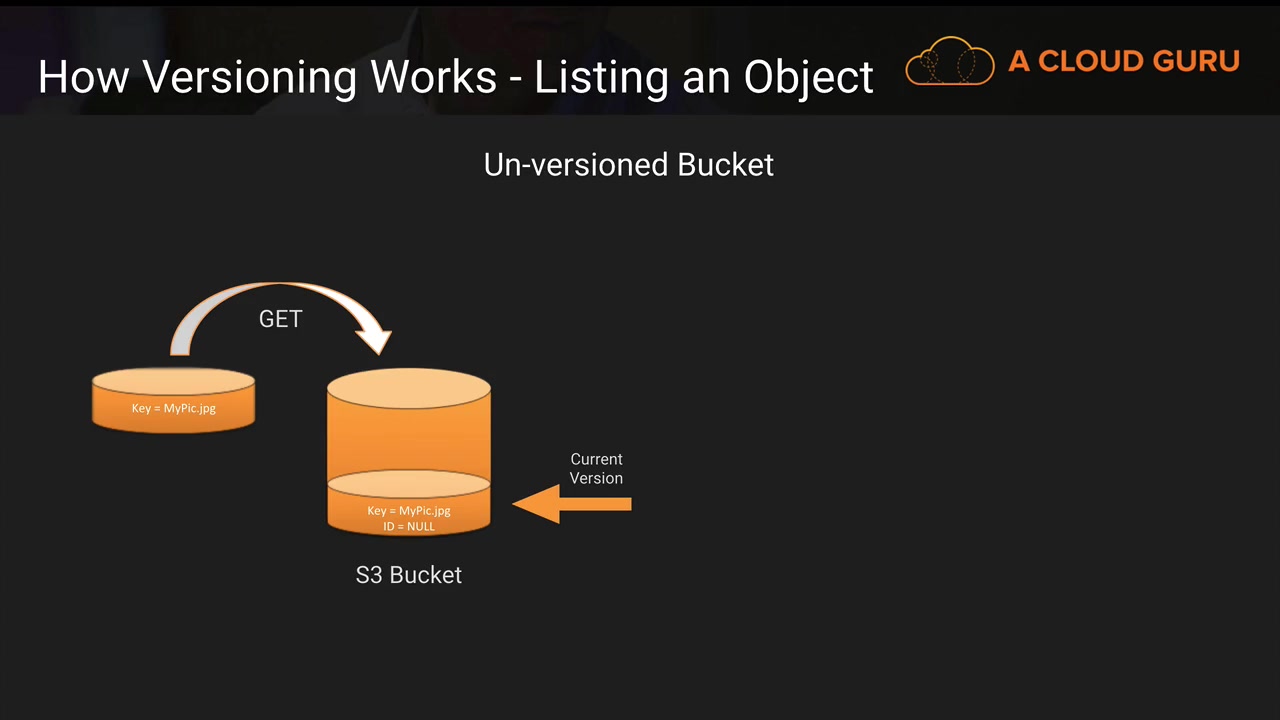 How Versioning Works - Listing an Object
A CLOUD GURU
Un-versioned Bucket
GET
Key = MyPic.jpg
Current
Version
Key = MyPic.jpg
ID = NULL
S3 Bucket